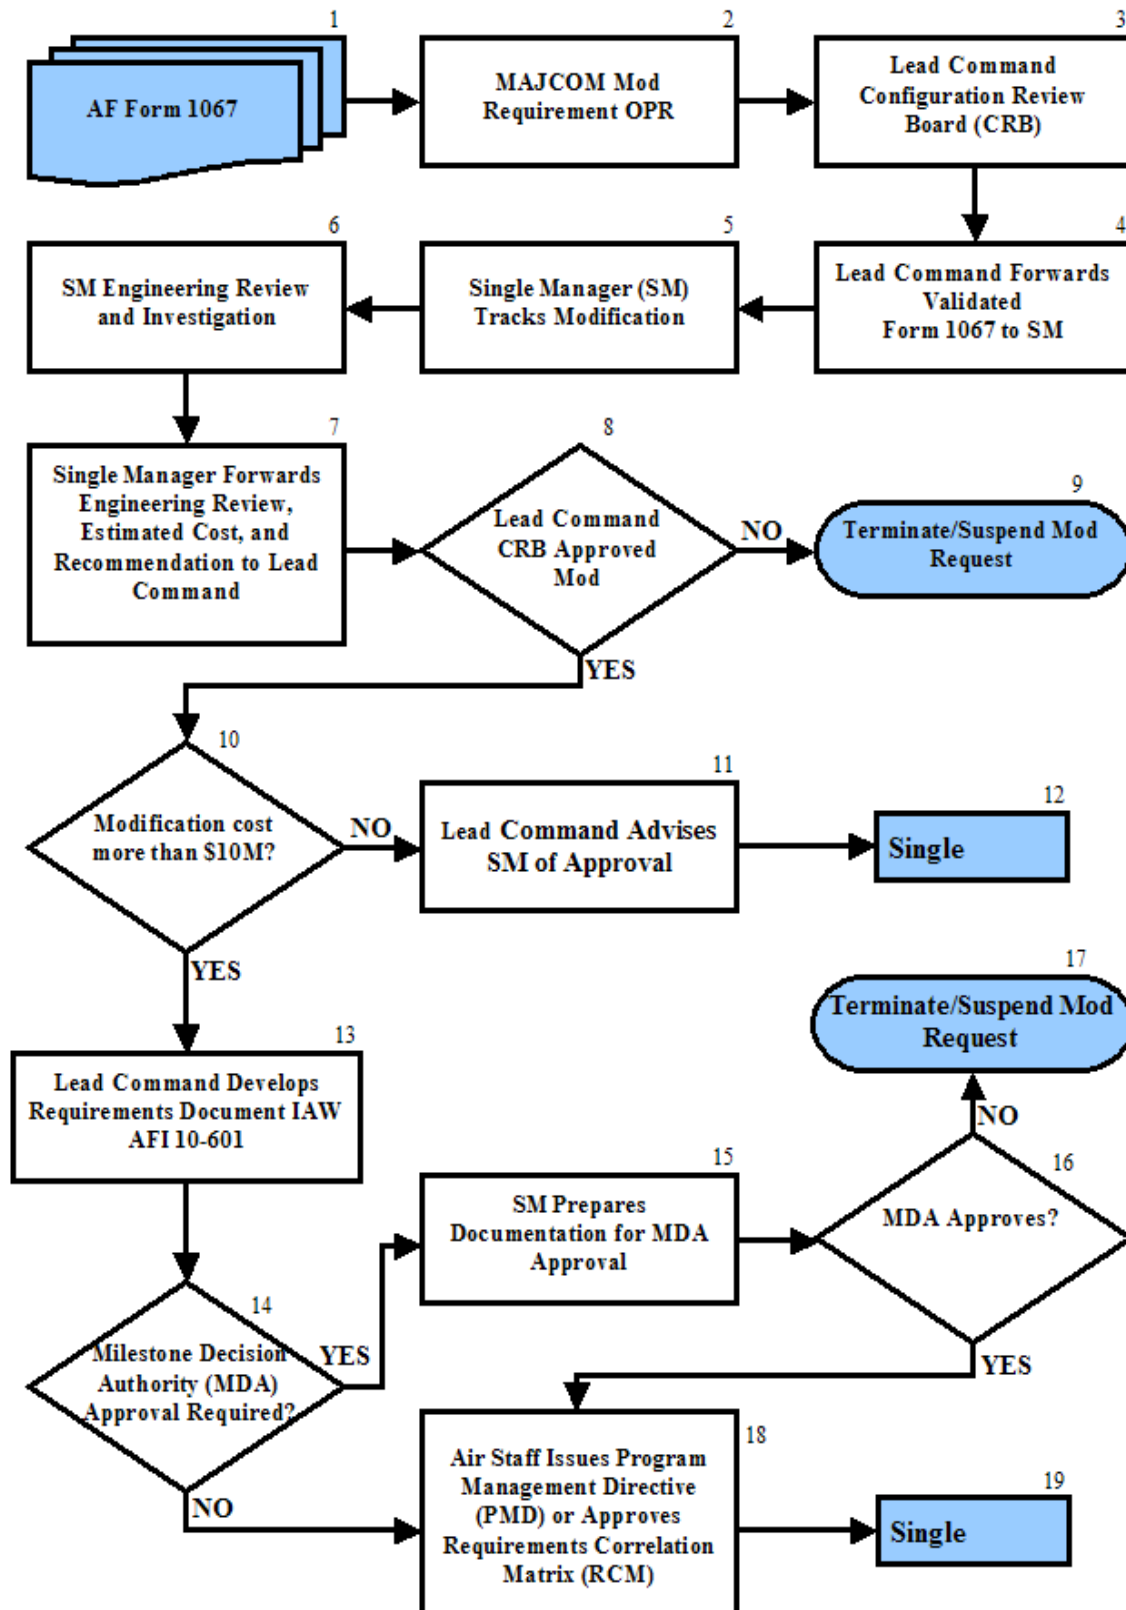 1
AF Form 1067
2
MAJCOM Mod
Requirement OPR
3
Lead Command
Configuration Review
Board (CRB)
4
Lead Command Forwards
Validated
Form 1067 to SM
5
Single Manager (SM)
Tracks Modification
6
SM Engineering Review
and Investigation
7
Single Manager Forwards
Engineering Review,
Estimated Cost, and
Recommendation to Lead
Command
8
Lead Command
CRB Approved
Mod
NO
YES
9
Terminate/Suspend Mod
Request
10
Modification cost
more than $10M?
NO
YES
11
Lead Command Advises
SM of Approval
12
Single
13
Lead Command Develops
Requirements Document IAW
AFI 10-601
14
Milestone Decision
Authority (MDA)
Approval Required?
YES
NO
15
SM Prepares
Documentation for MDA
Approval
16
MDA Approves?
NO
YES
17
Terminate/Suspend Mod
Request
18
Air Staff Issues Program
Management Directive
(PMD) or Approves
Requirements Correlation
Matrix (RCM)
19
Single